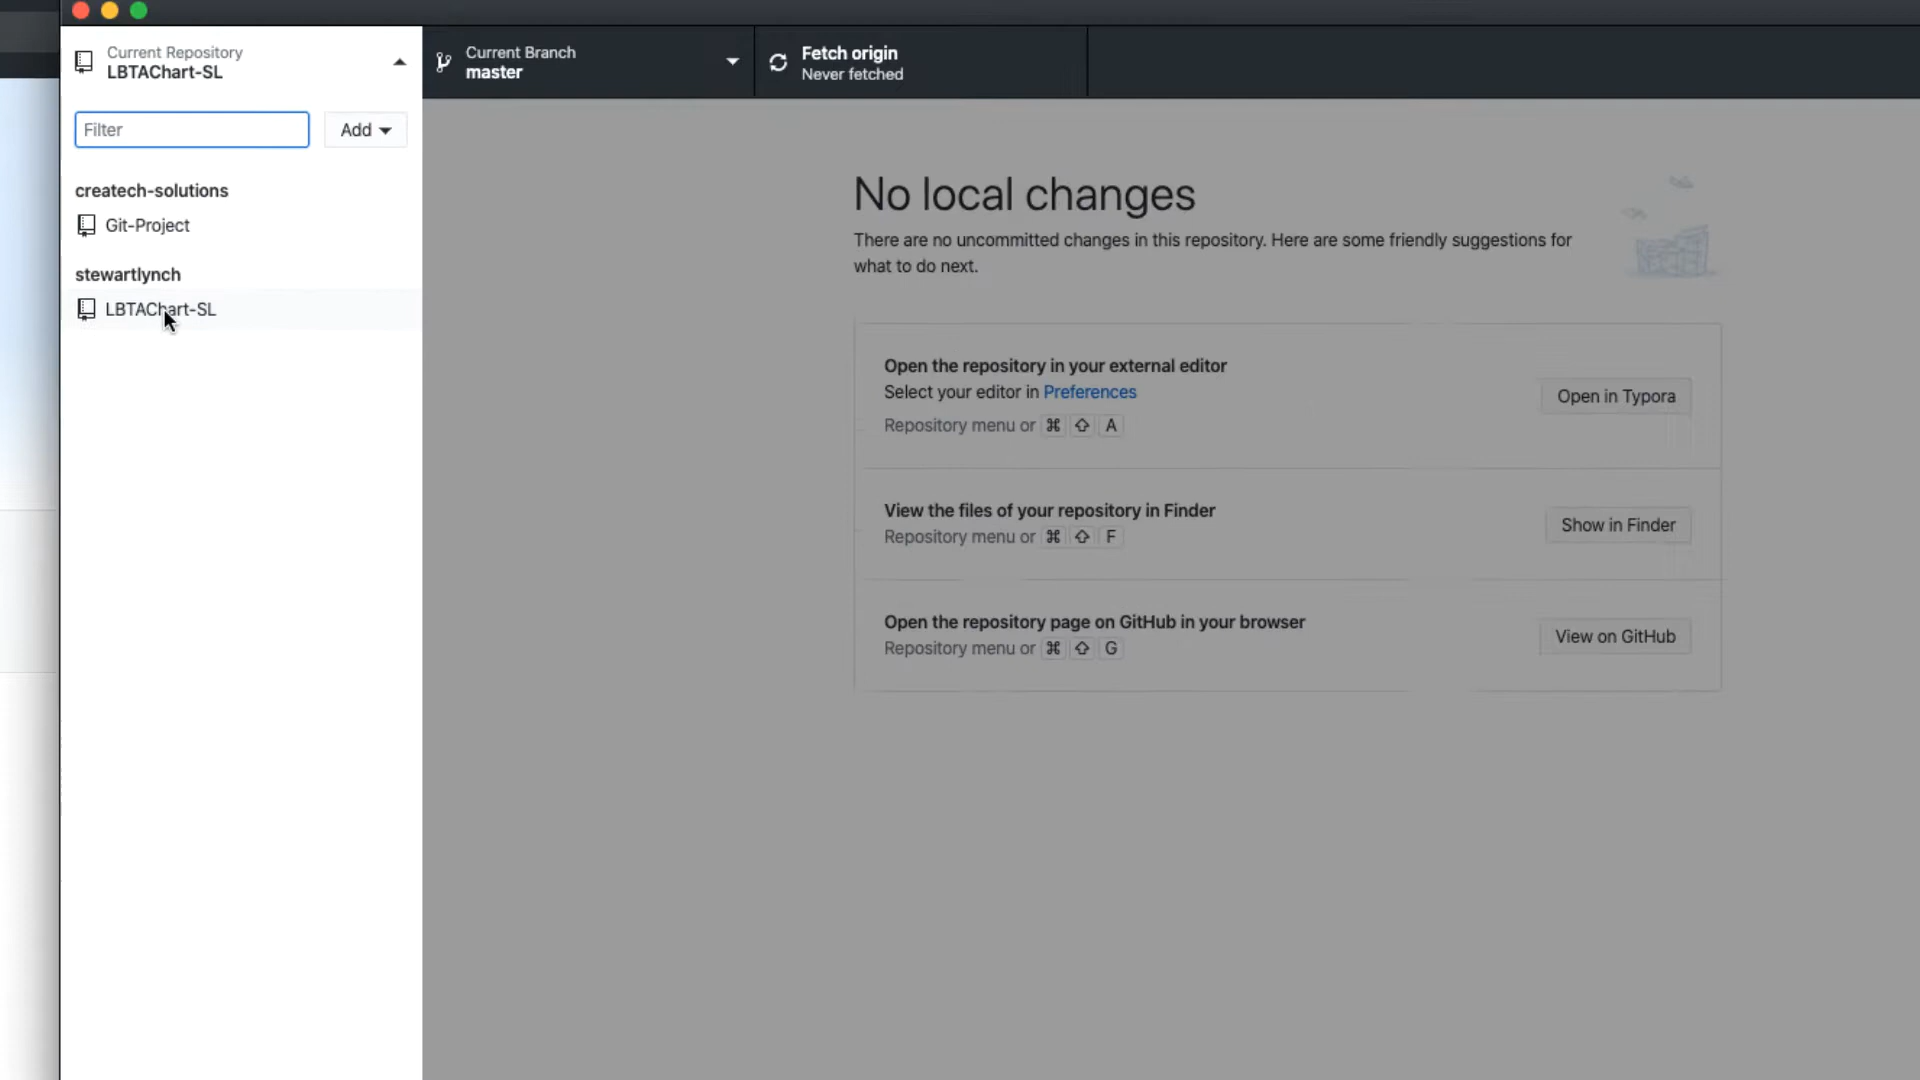 Current Repository
LBTAChart-SL
Current Branch
master
Fetch origin
Never fetched
Filter
Add
createch-solutions
Git-Project
stewartlynch
LBTAChart-SL
No local changes
There are no uncommitted changes in this repository. Here are some friendly suggestions for
what to do next.
Open the repository in your external editor
Select your editor in Preferences
Repository menu or ⌘ ⇧ A
Open in Typora
View the files of your repository in Finder
Repository menu or ⌘ ⇧ F
Show in Finder
Open the repository page on GitHub in your browser
Repository menu or ⌘ ⇧ G
View on GitHub